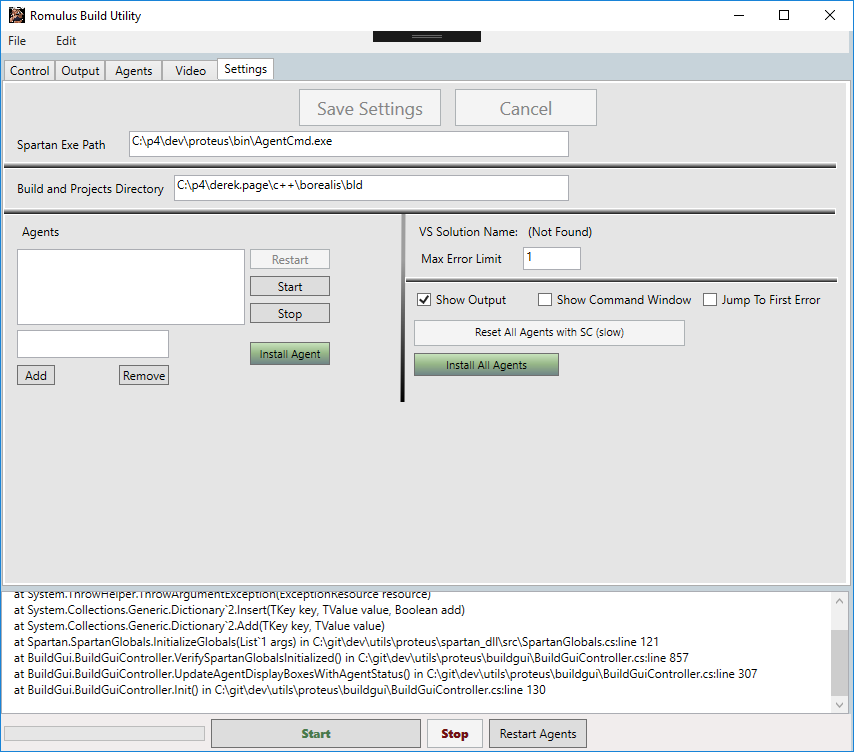 Romulus Build Utility
File Edit
Control Output Agents Video Settings
Save Settings Cancel
Spartan Exe Path C:\p4\dev\proteus\bin\AgentCmd.exe
Build and Projects Directory C:\p4\derek.page\c++\borealis\bld
Agents
Restart
Start
Stop
Install Agent
Add Remove
VS Solution Name: (Not Found)
Max Error Limit 1
Show Output Show Command Window Jump To First Error
Reset All Agents with SC (slow)
Install All Agents
at System.ThrowHelper.ThrowArgumentException(ExceptionResource resource)
at System.Collections.Generic.Dictionary`2.Insert(TKey key, TValue value, Boolean add)
at System.Collections.Generic.Dictionary`2.Add(TKey key, TValue value)
at Spartan.SpartanGlobals.InitializeGlobals(List`1 args) in C:\git\dev\utils\proteus\spartan_dll\src\SpartanGlobals.cs:line 121
at BuildGui.BuildGuiController.VerifySpartanGlobalsInitialized() in C:\git\dev\utils\proteus\buildgui\BuildGuiController.cs:line 857
at BuildGui.BuildGuiController.UpdateAgentDisplayBoxesWithAgentStatus() in C:\git\dev\utils\proteus\buildgui\BuildGuiController.cs:line 307
at BuildGui.BuildGuiController.Init() in C:\git\dev\utils\proteus\buildgui\BuildGuiController.cs:line 130
Start Stop Restart Agents